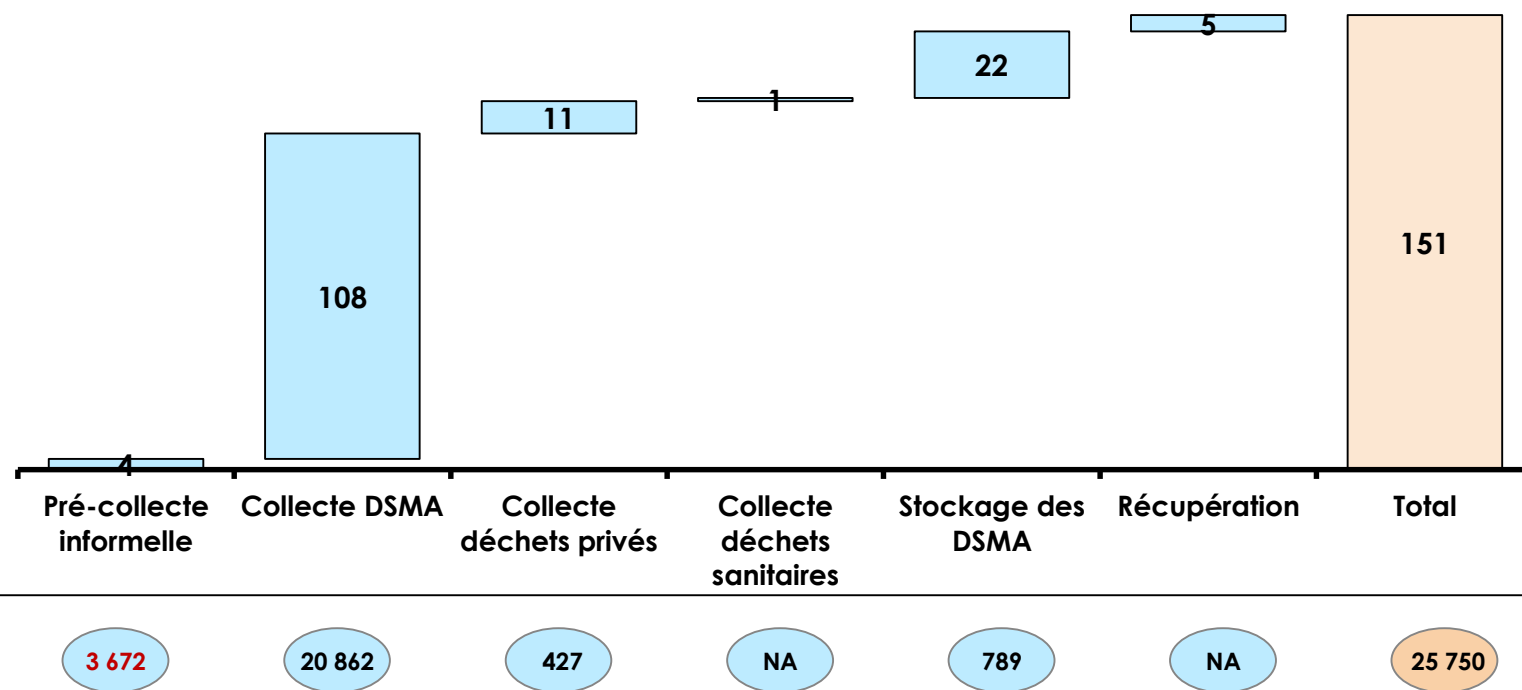 5
22
11
1
151
108
4
Pré-collecte informelle
Collecte DSMA
Collecte déchets privés
Collecte déchets sanitaires
Stockage des DSMA
Récupération
Total
3 672
20 862
427
NA
789
NA
25 750